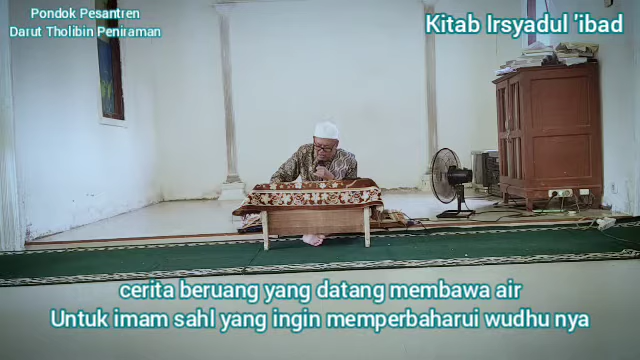 Pondok Pesantren
Darut Tholibin Peniraman
Kitab Irsyadul 'ibad
cerita beruang yang datang membawa air
Untuk imam sahl yang ingin memperbaharui wudhu nya